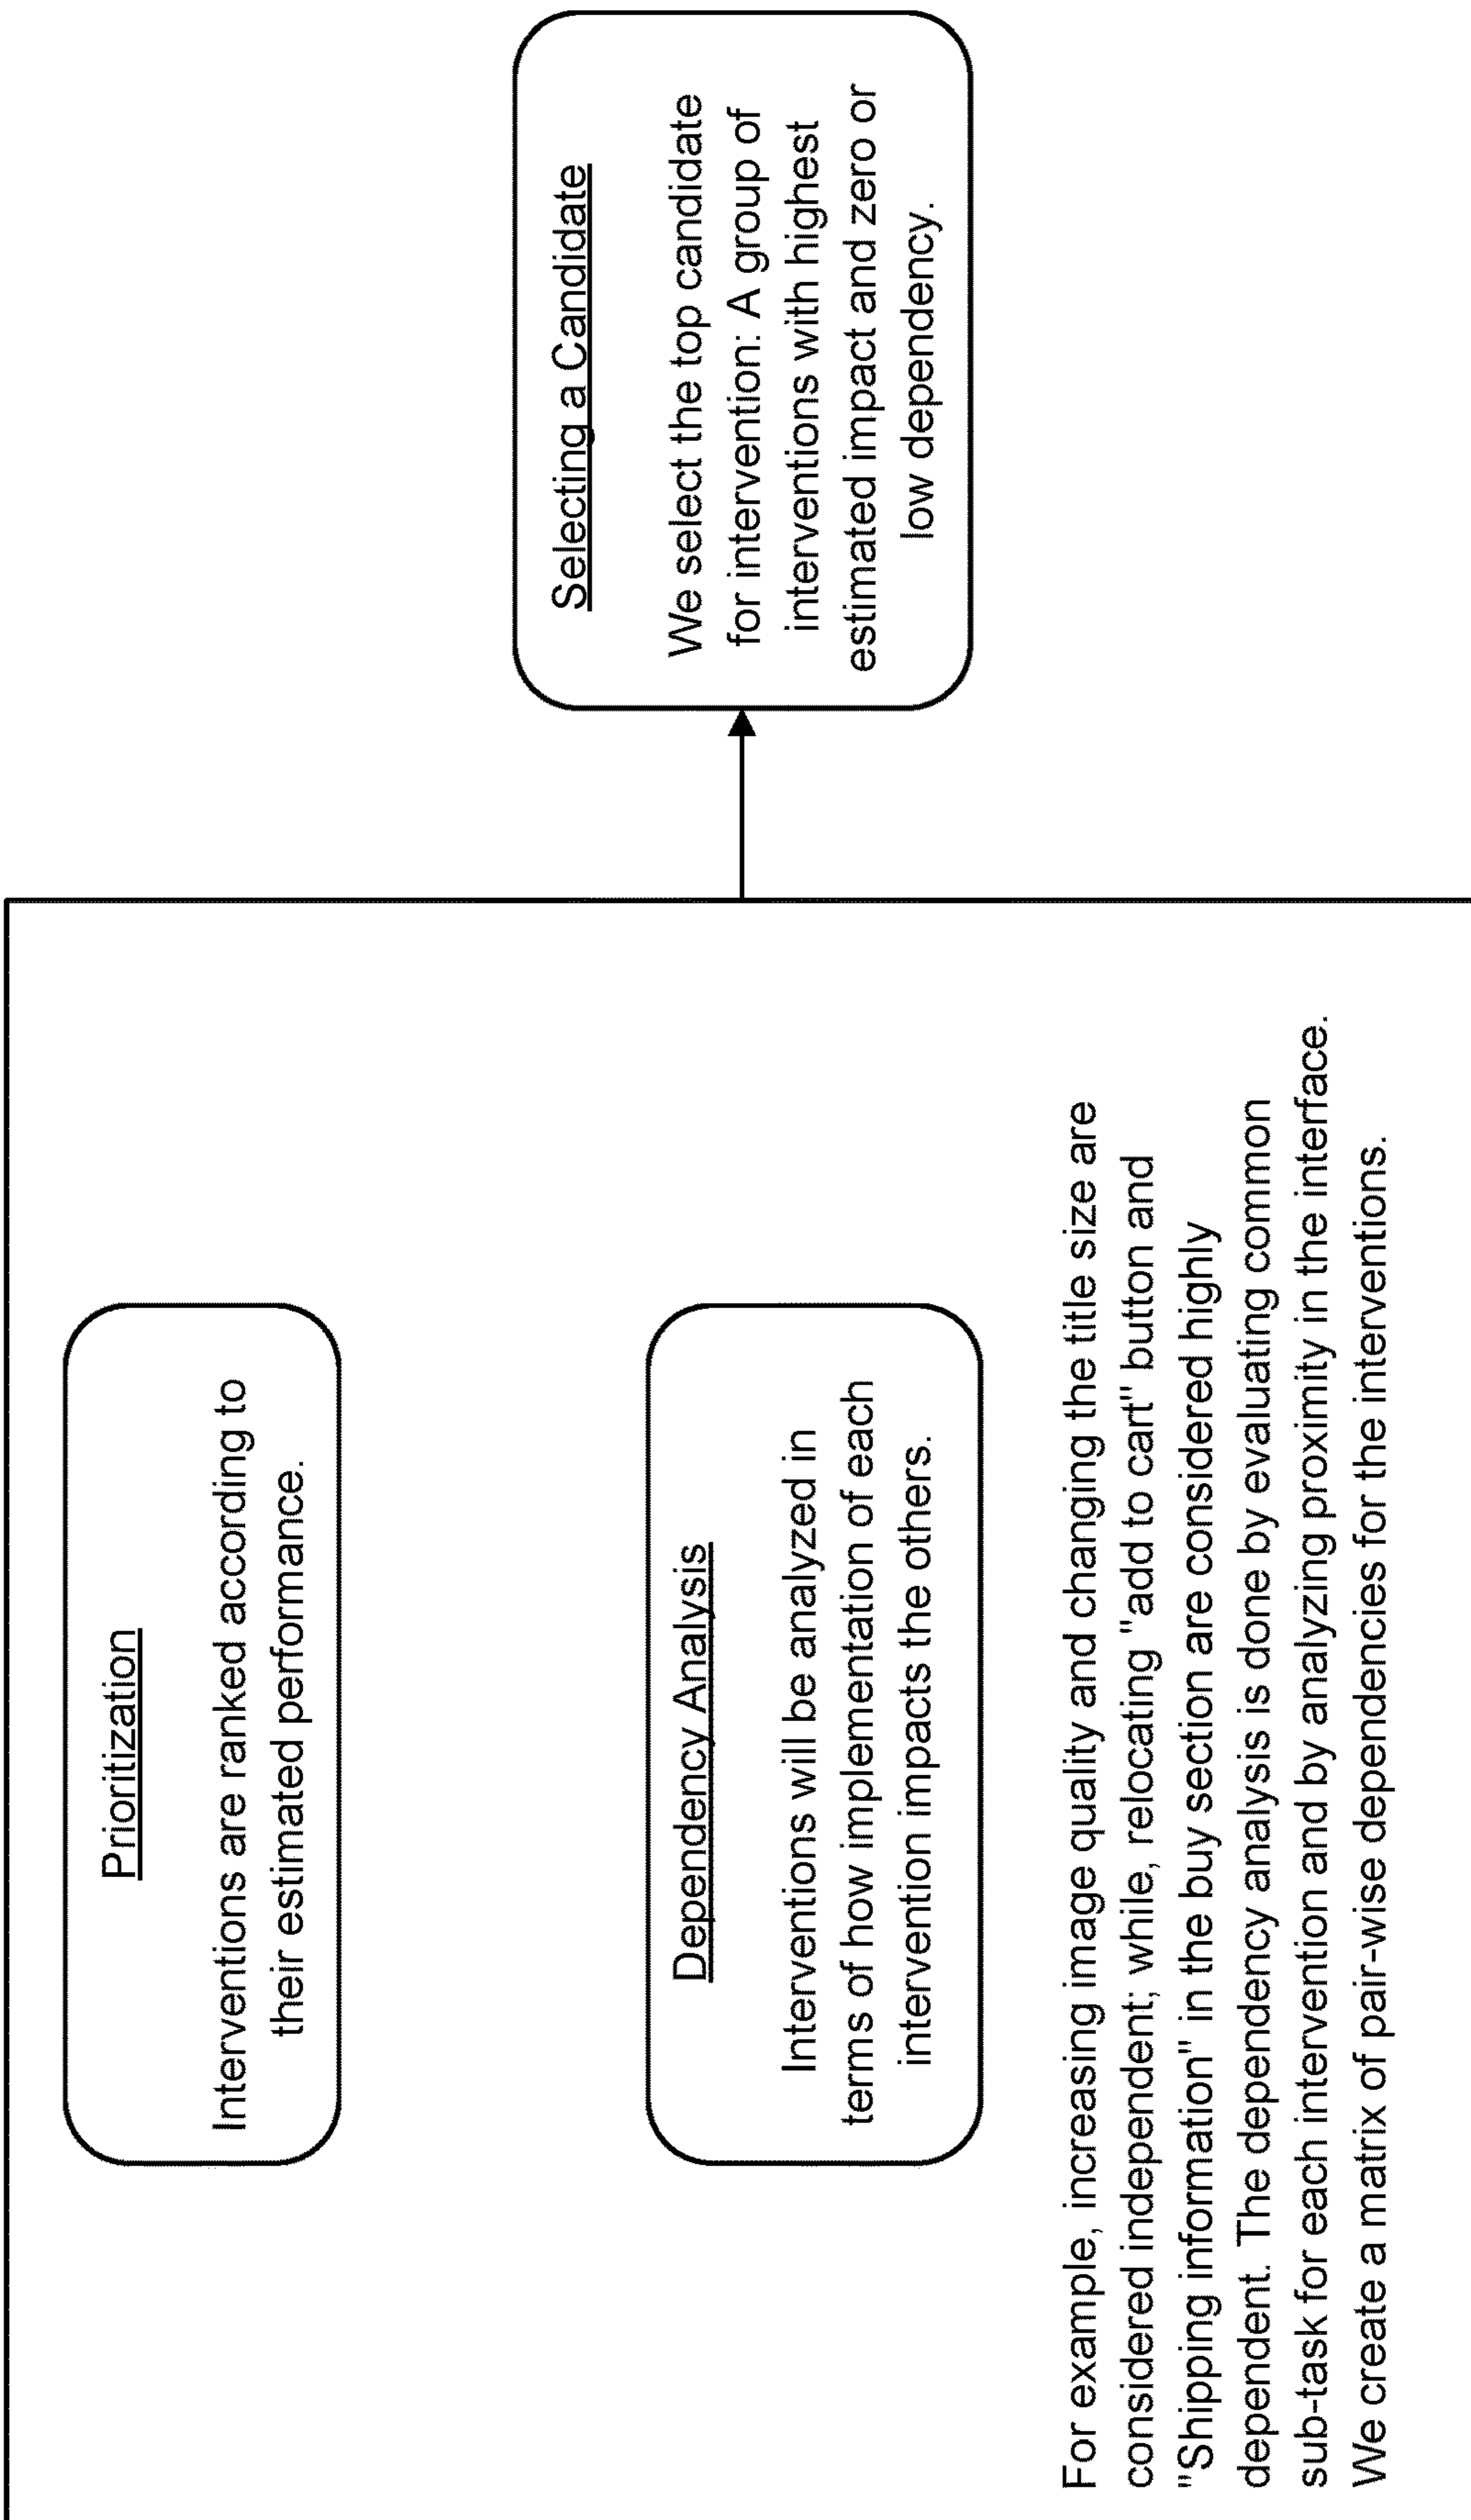 Prioritization
Interventions are ranked according to
their estimated performance.
Dependency Analysis
Interventions will be analyzed in
terms of how implementation of each
intervention impacts the others.
For example, increasing image quality and changing the title size are
considered independent; while, relocating "add to cart" button and
"Shipping information" in the buy section are considered highly
dependent. The dependency analysis is done by evaluating common
sub-task for each intervention and by analyzing proximity in the interface.
We create a matrix of pair-wise dependencies for the interventions.
Selecting a Candidate
We select the top candidate
for intervention: A group of
interventions with highest
estimated impact and zero or
low dependency.